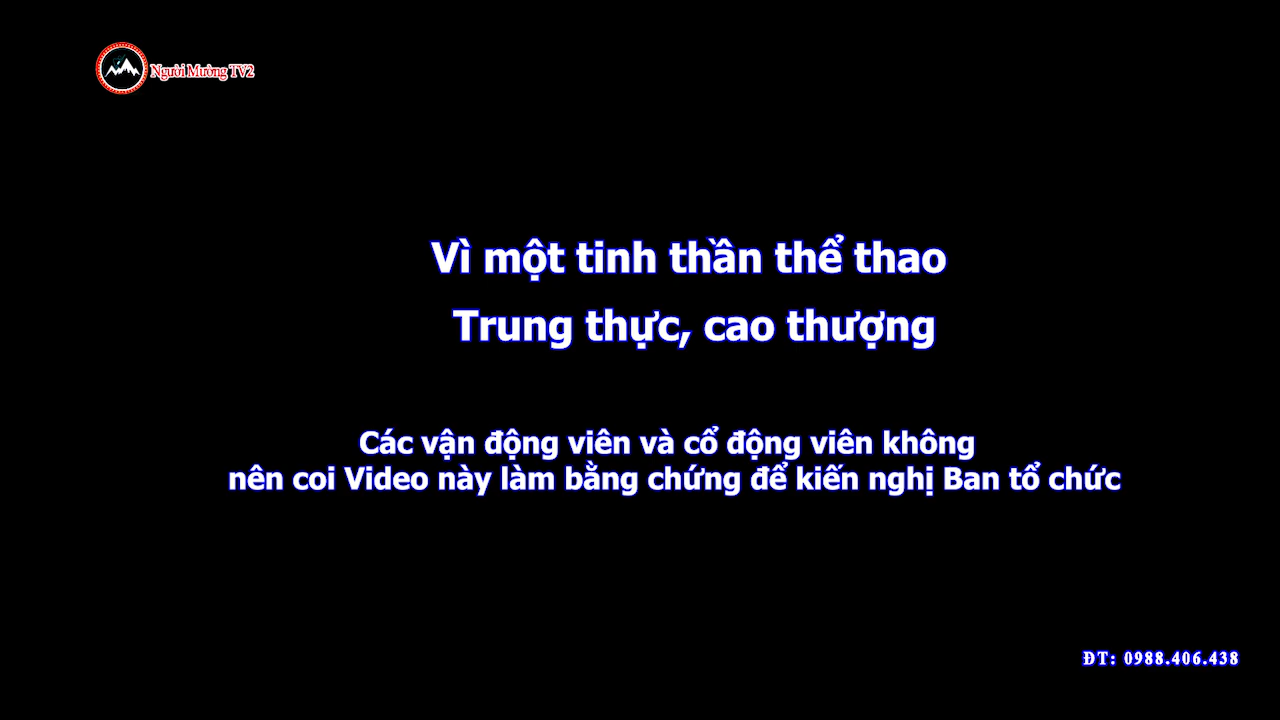 Người Mường TV2
Vì một tinh thần thể thao
Trung thực, cao thượng
Các vận động viên và cổ động viên không
nên coi Video này làm bằng chứng để kiến nghị Ban tổ chức
ĐT: 0988.406.438